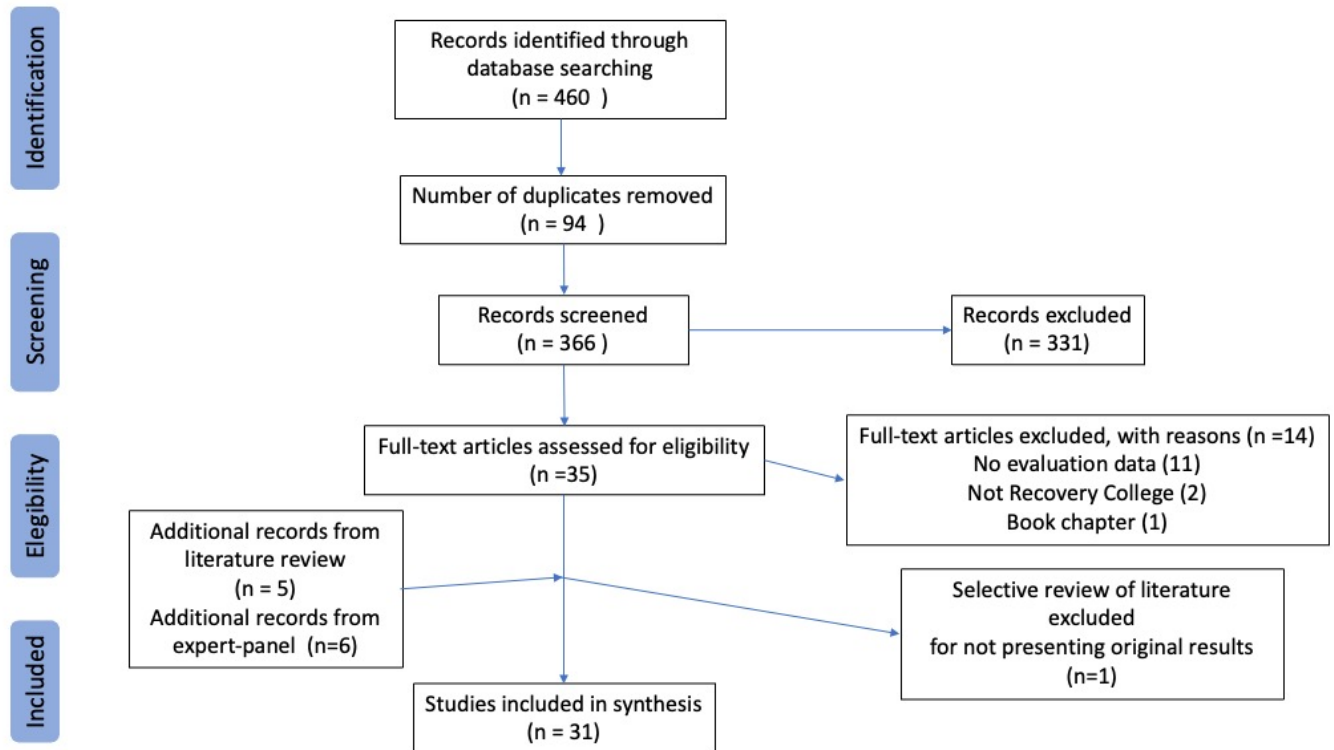 Identification
Records identified through
database searching
(n = 460  )
Number of duplicates removed
(n = 94  )
Screening
Records screened
(n = 366 )
Records excluded
(n = 331)
Elegibility
Full-text articles assessed for eligibility
(n =35)
Full-text articles excluded, with reasons (n =14)
No evaluation data (11)
Not Recovery College (2)
Book chapter (1)
Additional records from
literature review
(n = 5)
Additional records from
expert-panel  (n=6)
Selective review of literature
excluded
for not presenting original results
(n=1)
Included
Studies included in synthesis
(n = 31)